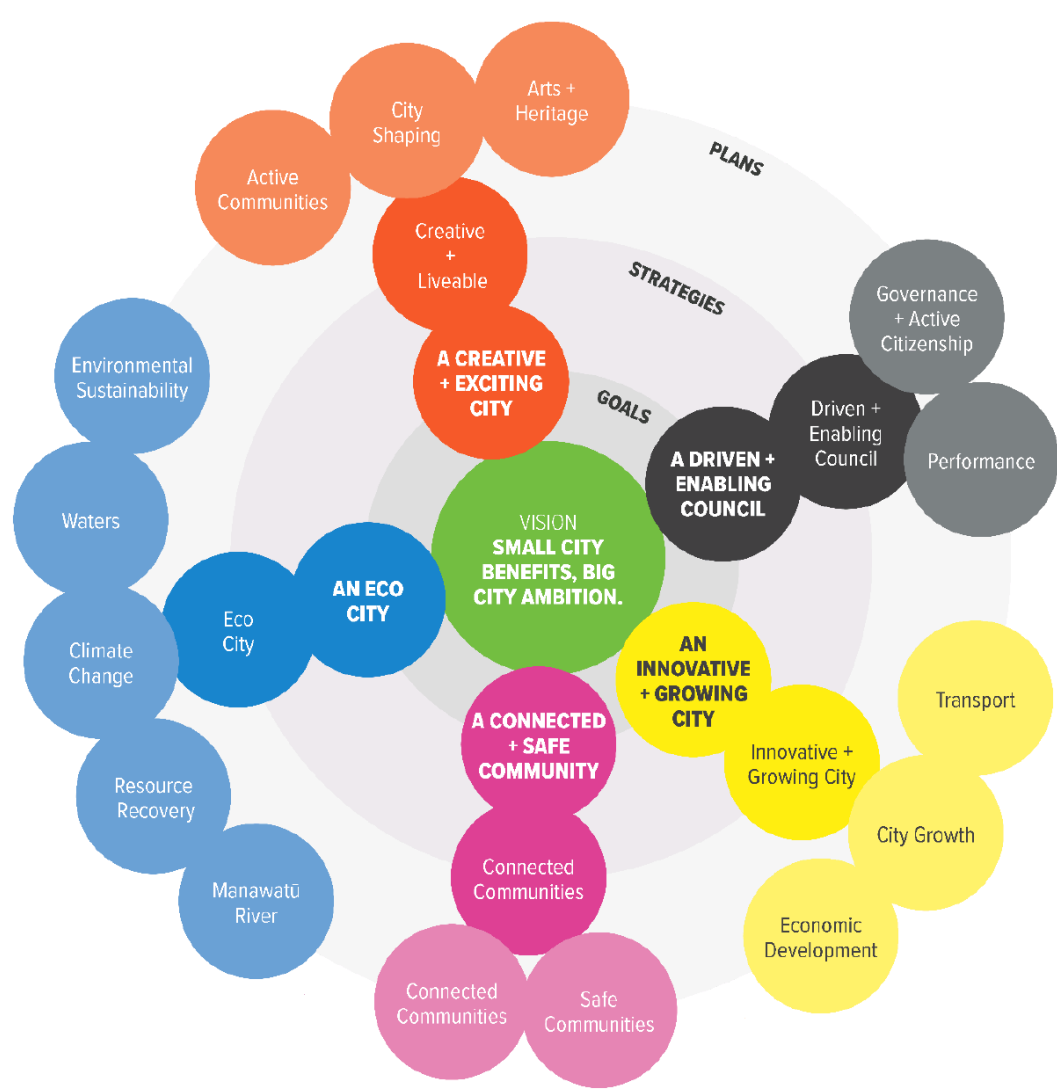 Arts +
Heritage
City
Shaping
Active
Communities
PLANS
Creative
+
Liveable
STRATEGIES
Governance
+ Active
Citizenship
Environmental
Sustainability
A CREATIVE
+ EXCITING
CITY
GOALS
Driven +
Enabling
Council
Performance
A DRIVEN +
ENABLING
COUNCIL
Waters
VISION
SMALL CITY
BENEFITS, BIG
CITY AMBITION.
AN ECO
CITY
Eco
City
Climate
Change
AN
INNOVATIVE
+ GROWING
CITY
Transport
A CONNECTED
+ SAFE
COMMUNITY
Innovative +
Growing City
Resource
Recovery
City Growth
Connected
Communities
Manawatū
River
Economic
Development
Connected
Communities
Safe
Communities